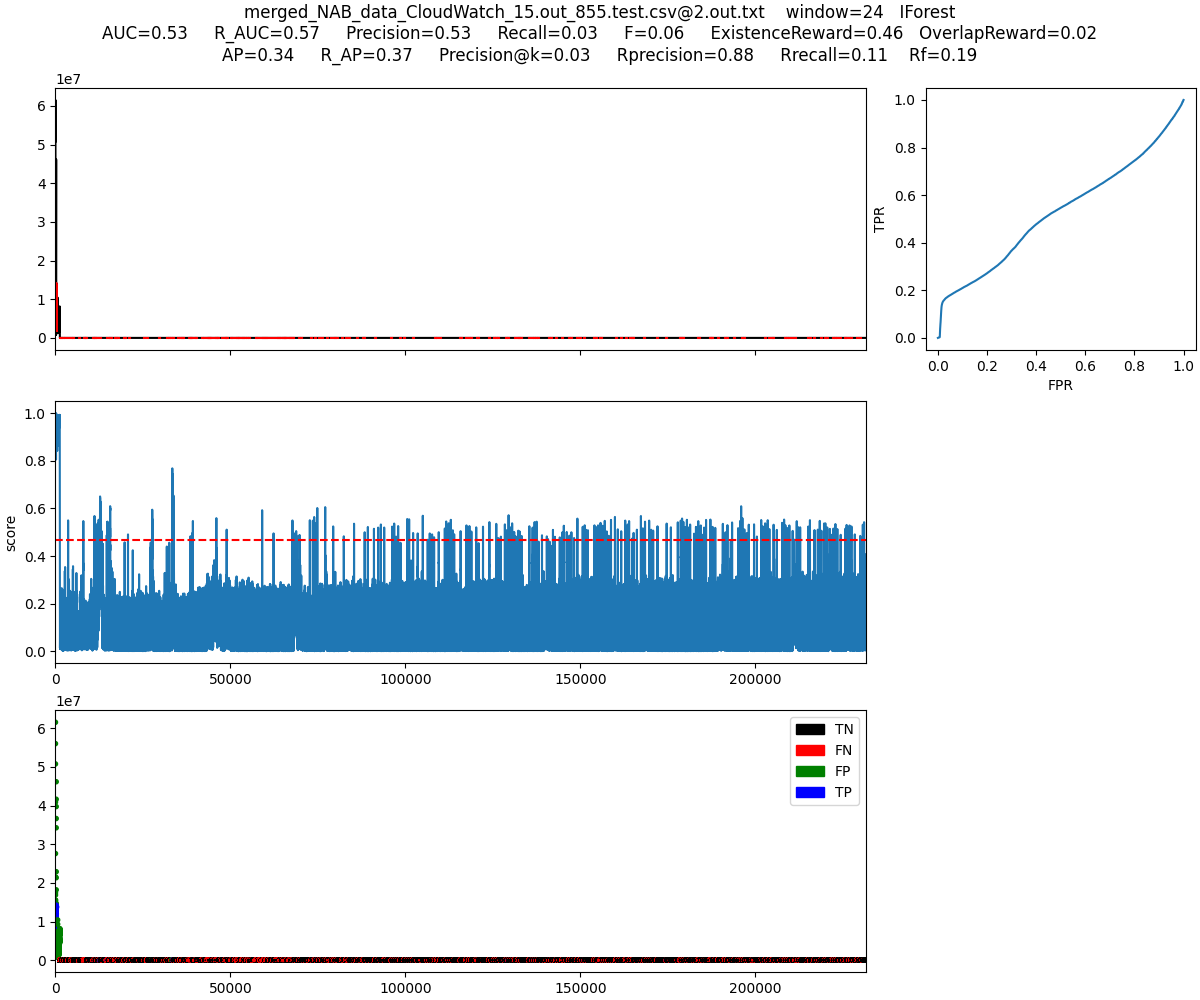 merged_NAB_data_CloudWatch_15.out_855.test.csv@2.out.txt    window=24   IForest
AUC=0.53     R_AUC=0.57     Precision=0.53     Recall=0.03     F=0.06     ExistenceReward=0.46   OverlapReward=0.02
AP=0.34     R_AP=0.37     Precision@k=0.03     Rprecision=0.88     Rrecall=0.11     Rf=0.19
1e7
6
5
4
3
2
1
0
1.0
0.8
0.6
0.4
0.2
0.0
TPR
0.0 0.2 0.4 0.6 0.8 1.0
FPR
1.0
0.8
0.6
0.4
0.2
0.0
score
0 50000 100000 150000 200000
1e7
6
5
4
3
2
1
0
TN
FN
FP
TP
0 50000 100000 150000 200000